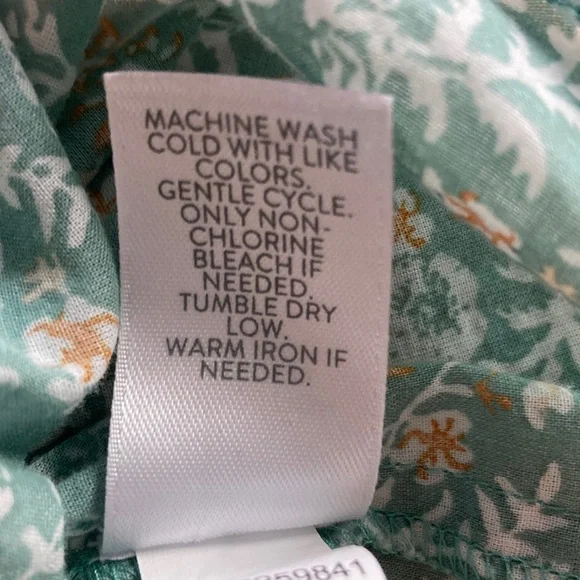 MACHINE WASH
COLD WITH LIKE
COLORS.
GENTLE CYCLE.
ONLY NON-
CHLORINE
BLEACH IF
NEEDED.
TUMBLE DRY
LOW.
WARM IRON IF
NEEDED.